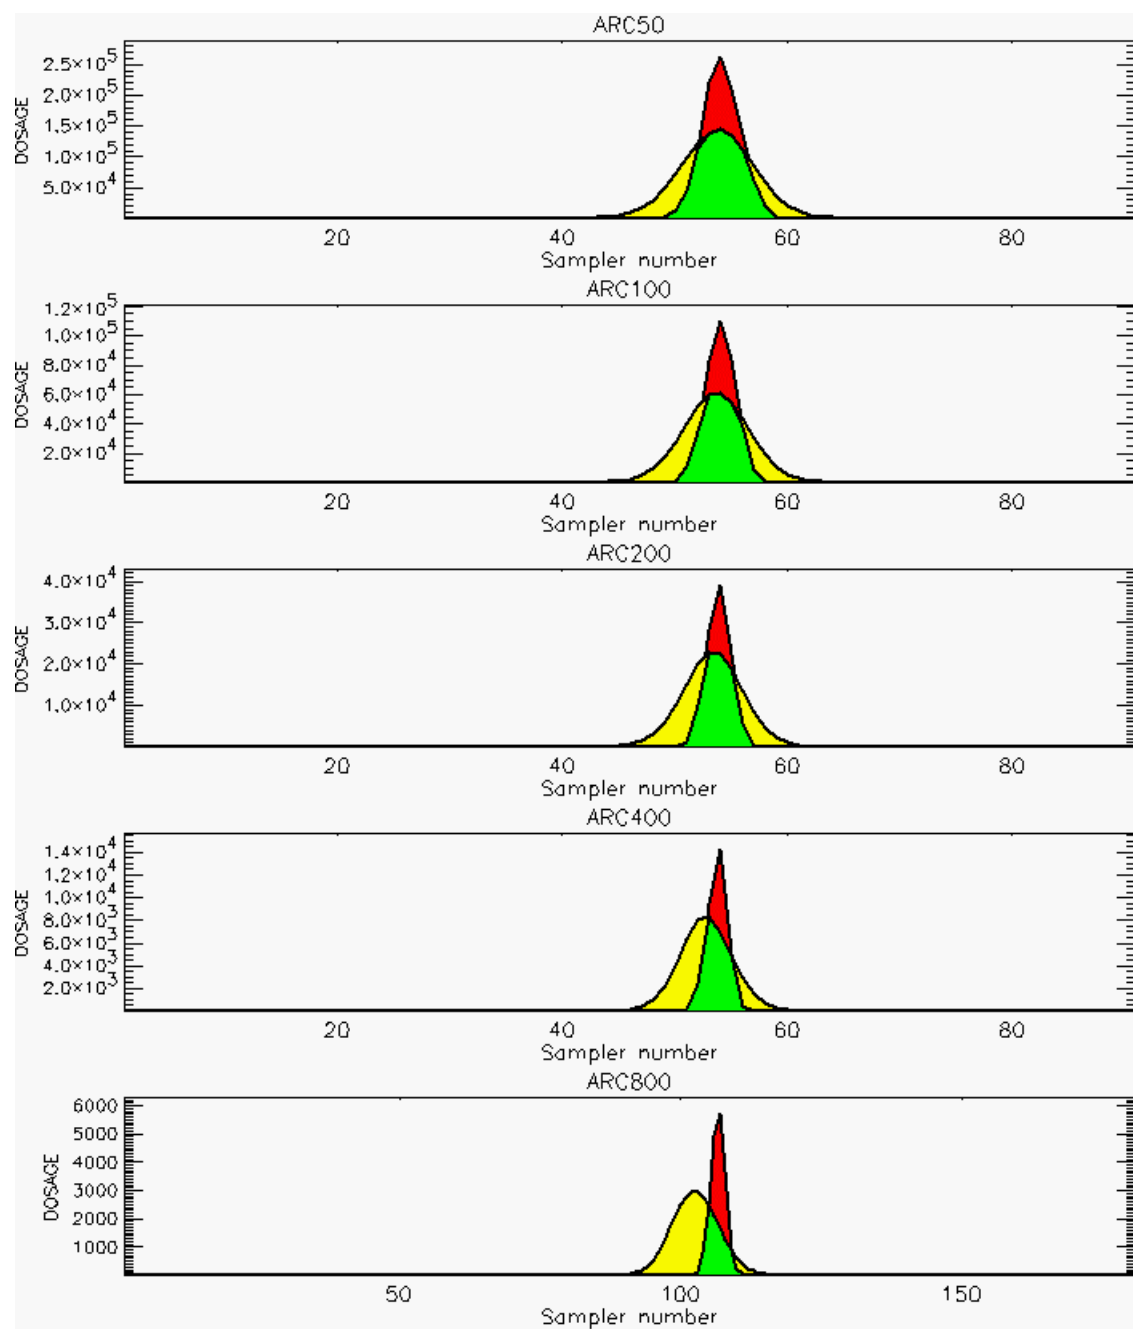 ARC50
2.5×10⁵
2.0×10⁵
1.5×10⁵
1.0×10⁵
5.0×10⁴
DOSAGE
20 40 60 80
Sampler number
ARC100
1.2×10⁵
1.0×10⁵
8.0×10⁴
6.0×10⁴
4.0×10⁴
2.0×10⁴
DOSAGE
20 40 60 80
Sampler number
ARC200
4.0×10⁴
3.0×10⁴
2.0×10⁴
1.0×10⁴
DOSAGE
20 40 60 80
Sampler number
ARC400
1.4×10⁴
1.2×10⁴
1.0×10⁴
8.0×10³
6.0×10³
4.0×10³
2.0×10³
DOSAGE
20 40 60 80
Sampler number
ARC800
6000
5000
4000
3000
2000
1000
DOSAGE
50 100 150
Sampler number